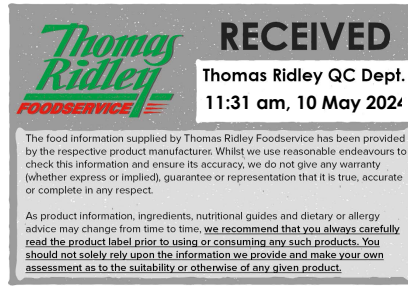 Thomas
Ridley
FOODSERVICE
RECEIVED
Thomas Ridley QC Dept.
11:31 am, 10 May 2024
The food information supplied by Thomas Ridley Foodservice has been provided
by the respective product manufacturer. Whilst we use reasonable endeavours to
check this information and ensure its accuracy, we do not give any warranty
(whether express or implied), guarantee or representation that it is true, accurate
or complete in any respect.
As product information, ingredients, nutritional guides and dietary or allergy
advice may change from time to time, we recommend that you always carefully
read the product label prior to using or consuming any such products. You
should not solely rely upon the information we provide and make your own
assessment as to the suitability or otherwise of any given product.